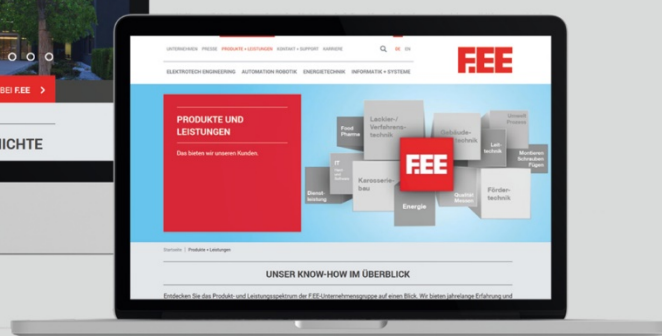 BEI F.EE
ICHTE
UNTERNEHMEN PRESSE PRODUKTE + LEISTUNGEN KONTAKT + SUPPORT KARRIERE DE EN
F.EE
ELEKTROTECH ENGINEERING AUTOMATION ROBOTIK ENERGIETECHNIK INFORMATIK + SYSTEME
PRODUKTE UND
LEISTUNGEN
Das bieten wir unseren Kunden.
Umwelt
Prozess
Lackier-/
Verfahrens-
technik
Food
Pharma
Gebäude-
technik
Leit-
technik
Montieren
Schrauben
Fügen
F.EE
IT
Karosserie-
bau
Dienst-
leistung
Qualität
Messen
Förder-
technik
Energie
Startseite | Produkte + Leistungen
UNSER KNOW-HOW IM ÜBERBLICK
Entdecken Sie das Produkt- und Leistungsspektrum der F.EE-Unternehmensgruppe auf einen Blick. Wir bieten jahrelange Erfahrung und